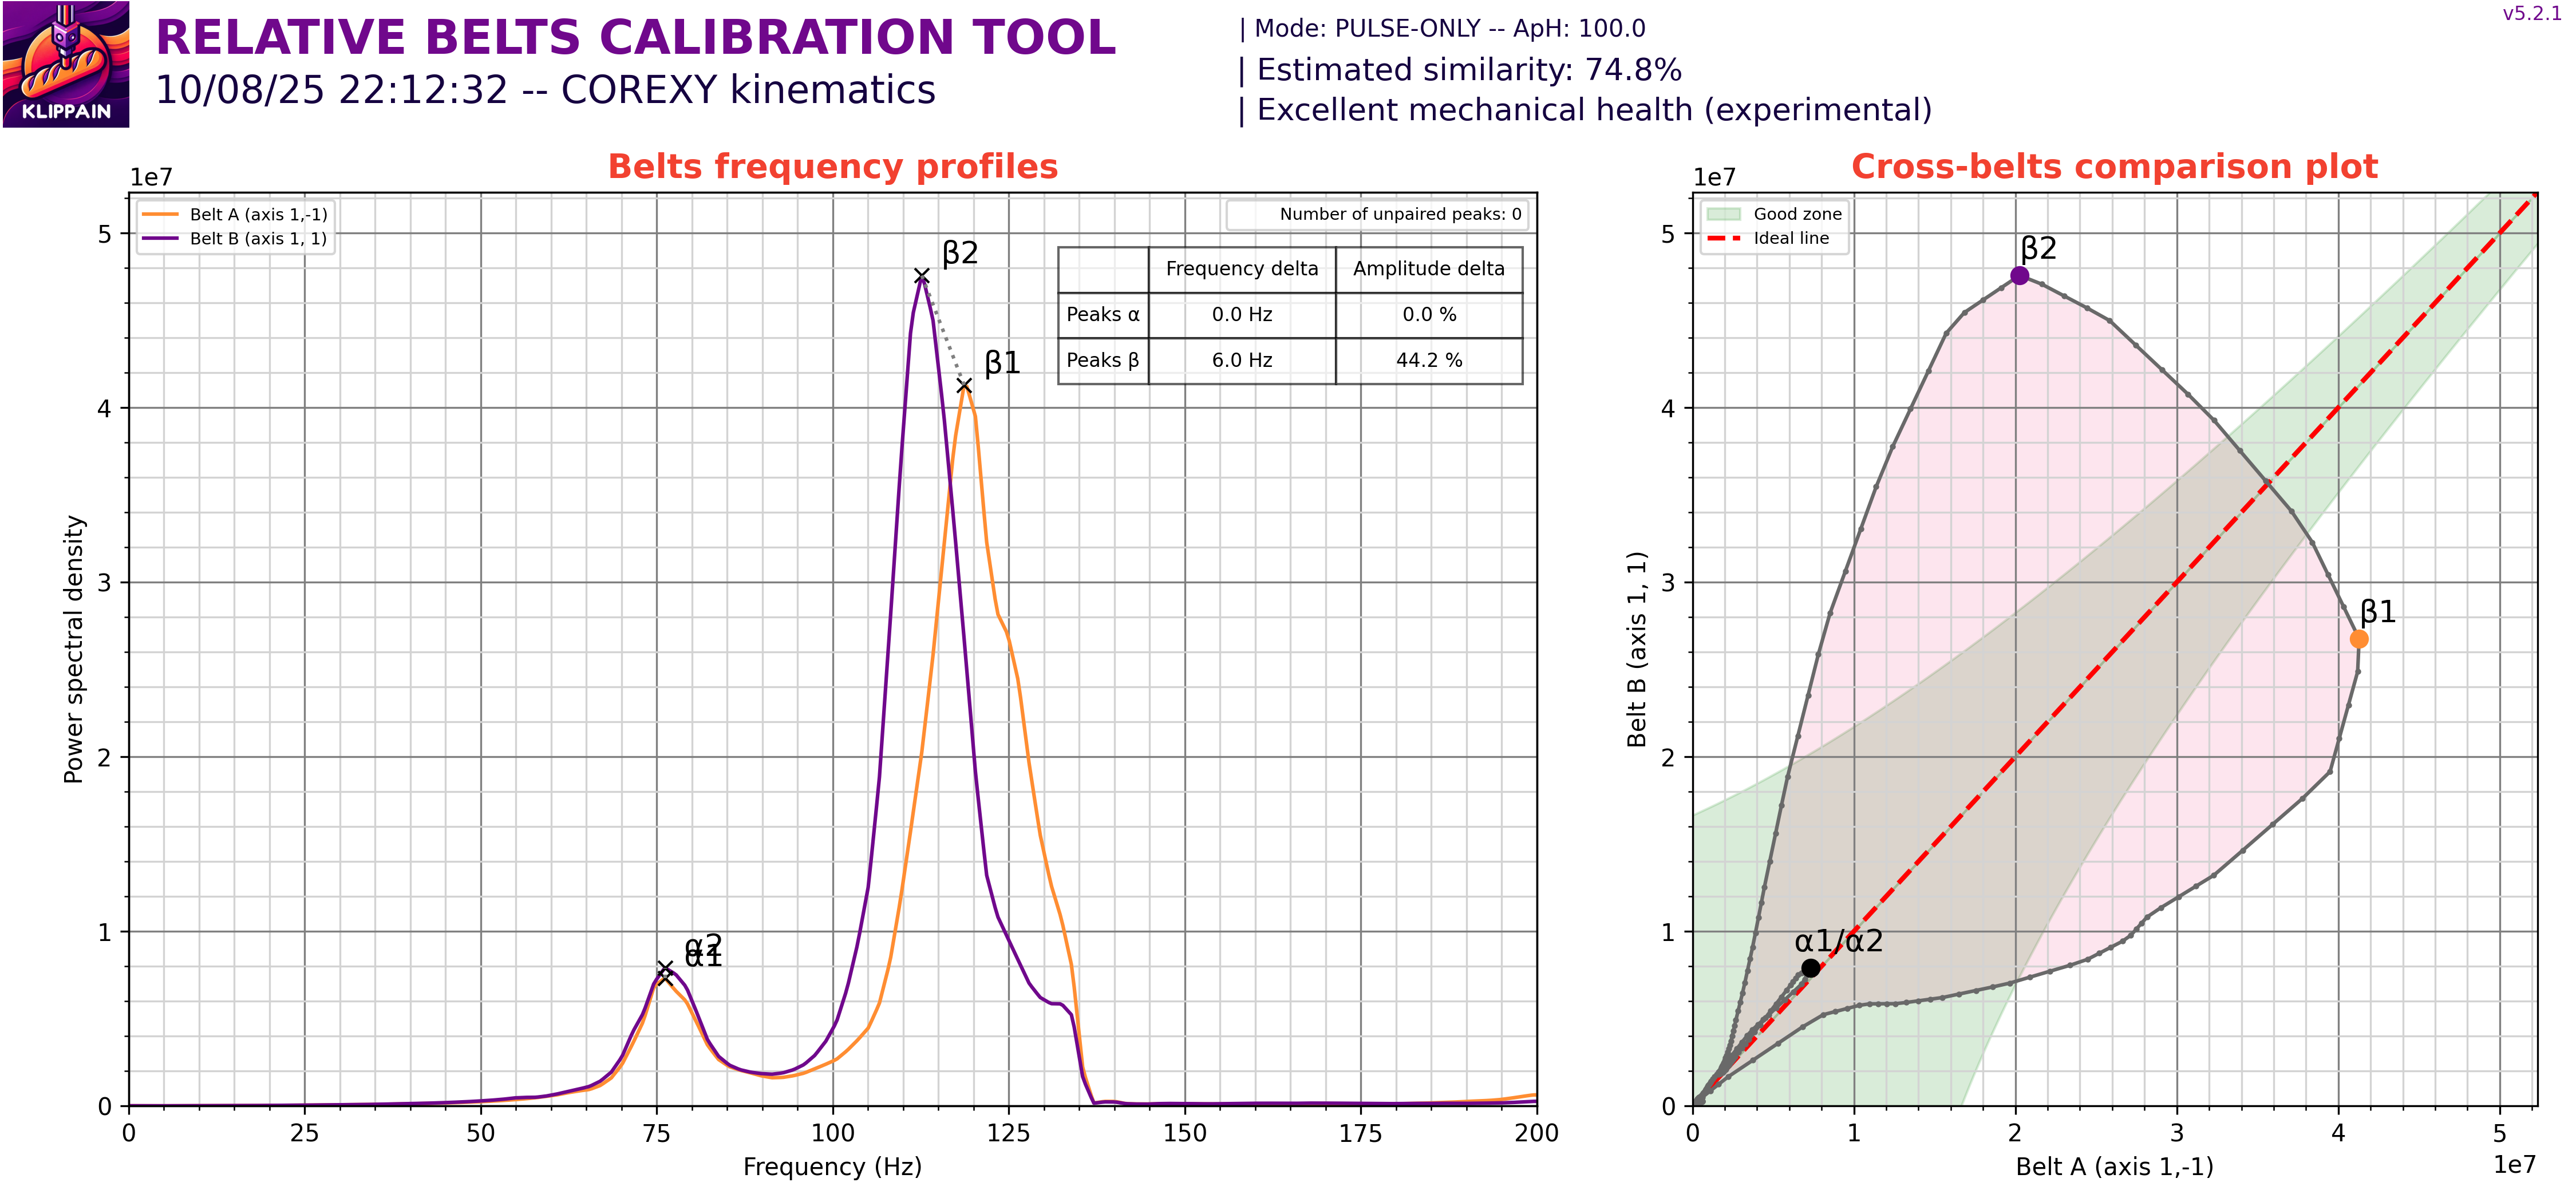 v5.2.1
KLIPPAIN
RELATIVE BELTS CALIBRATION TOOL
10/08/25 22:12:32 -- COREXY kinematics
| Mode: PULSE-ONLY -- ApH: 100.0
| Estimated similarity: 74.8%
| Excellent mechanical health (experimental)
Belts frequency profiles
1e7
Belt A (axis 1,-1)
Belt B (axis 1, 1)
Number of unpaired peaks: 0
Frequency delta Amplitude delta
Peaks α 0.0 Hz 0.0 %
Peaks β 6.0 Hz 44.2 %
β2
β1
α2
α1
5
4
3
2
1
0
Power spectral density
0 25 50 75 100 125 150 175 200
Frequency (Hz)
Cross-belts comparison plot
1e7
Good zone
Ideal line
β2
β1
α1/α2
5
4
3
2
1
0
Belt B (axis 1, 1)
0 1 2 3 4 5
Belt A (axis 1,-1)
1e7